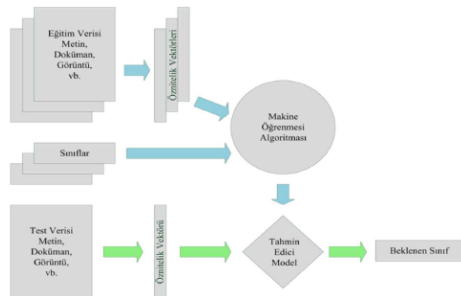 Eğitim Verisi
Metin,
Doküman,
Görüntü,
vb.
Öznitelik Vektörleri
Makine
Öğrenmesi
Algoritması
Sınıflar
Test Verisi
Metin,
Doküman,
Görüntü,
vb.
Öznitelik Vektörü
Tahmin
Edici
Model
Beklenen Sınıf